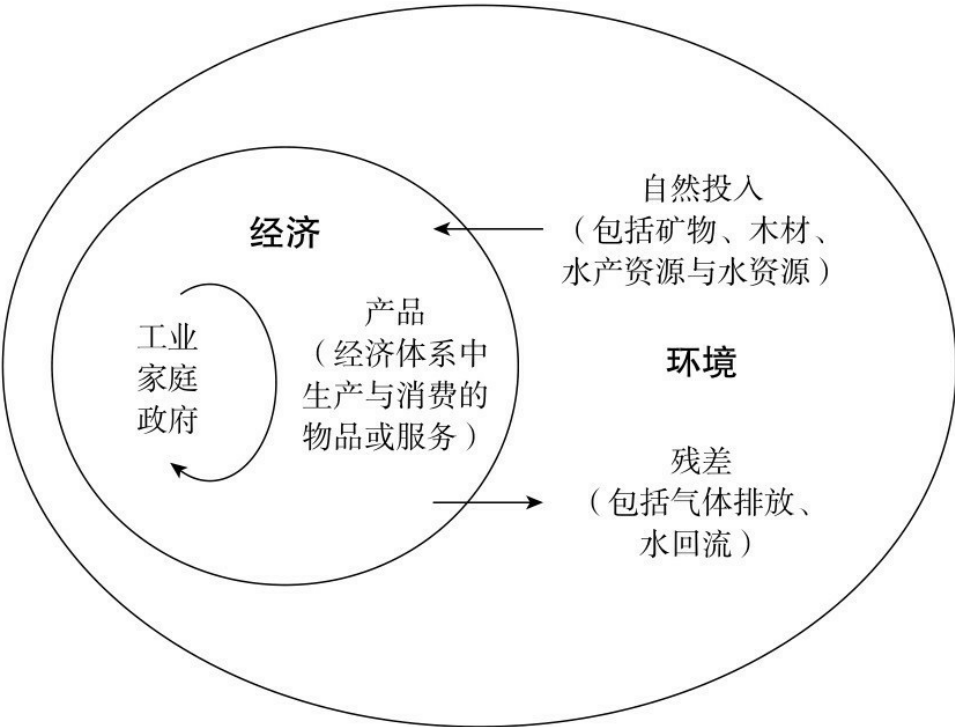 经济
工业
家庭
政府
产品
（经济体系中
生产与消费的
物品或服务）
自然投入
（包括矿物、木材、
水产资源与水资源）
环境
残差
（包括气体排放、
水回流）